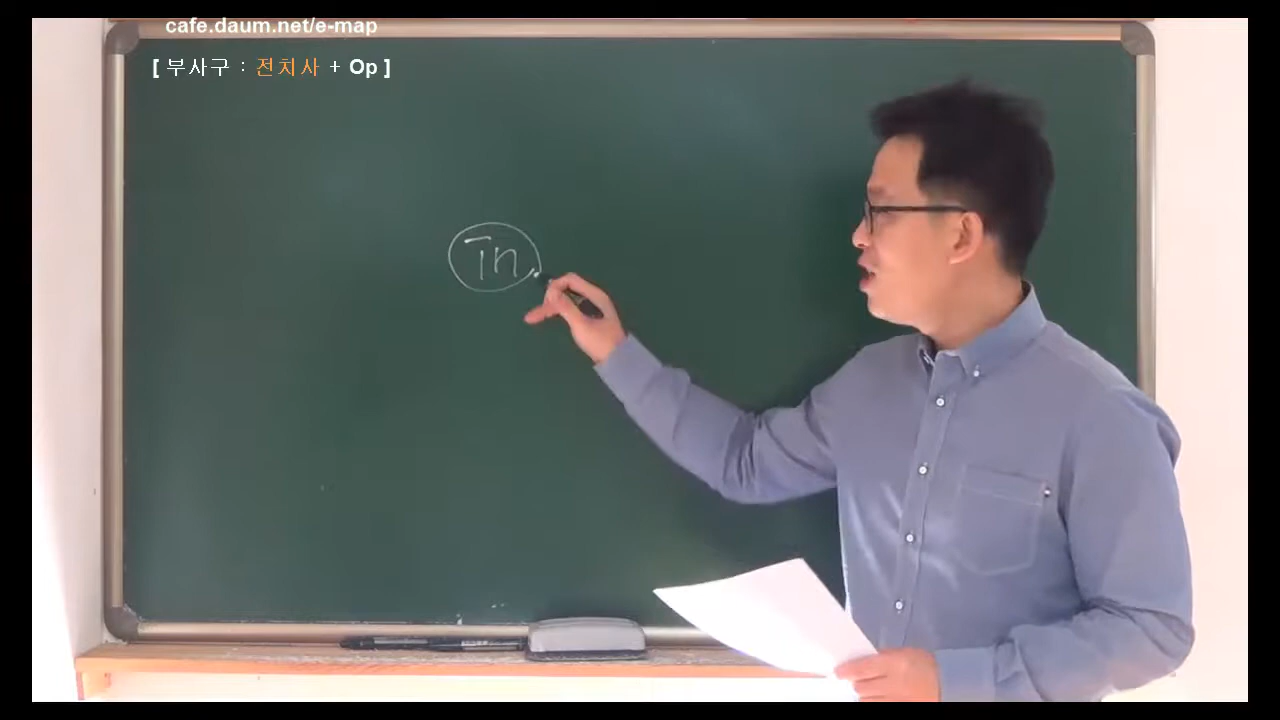 cafe.daum.net/e-map
[ 부사구 : 전치사 + Op ]
In